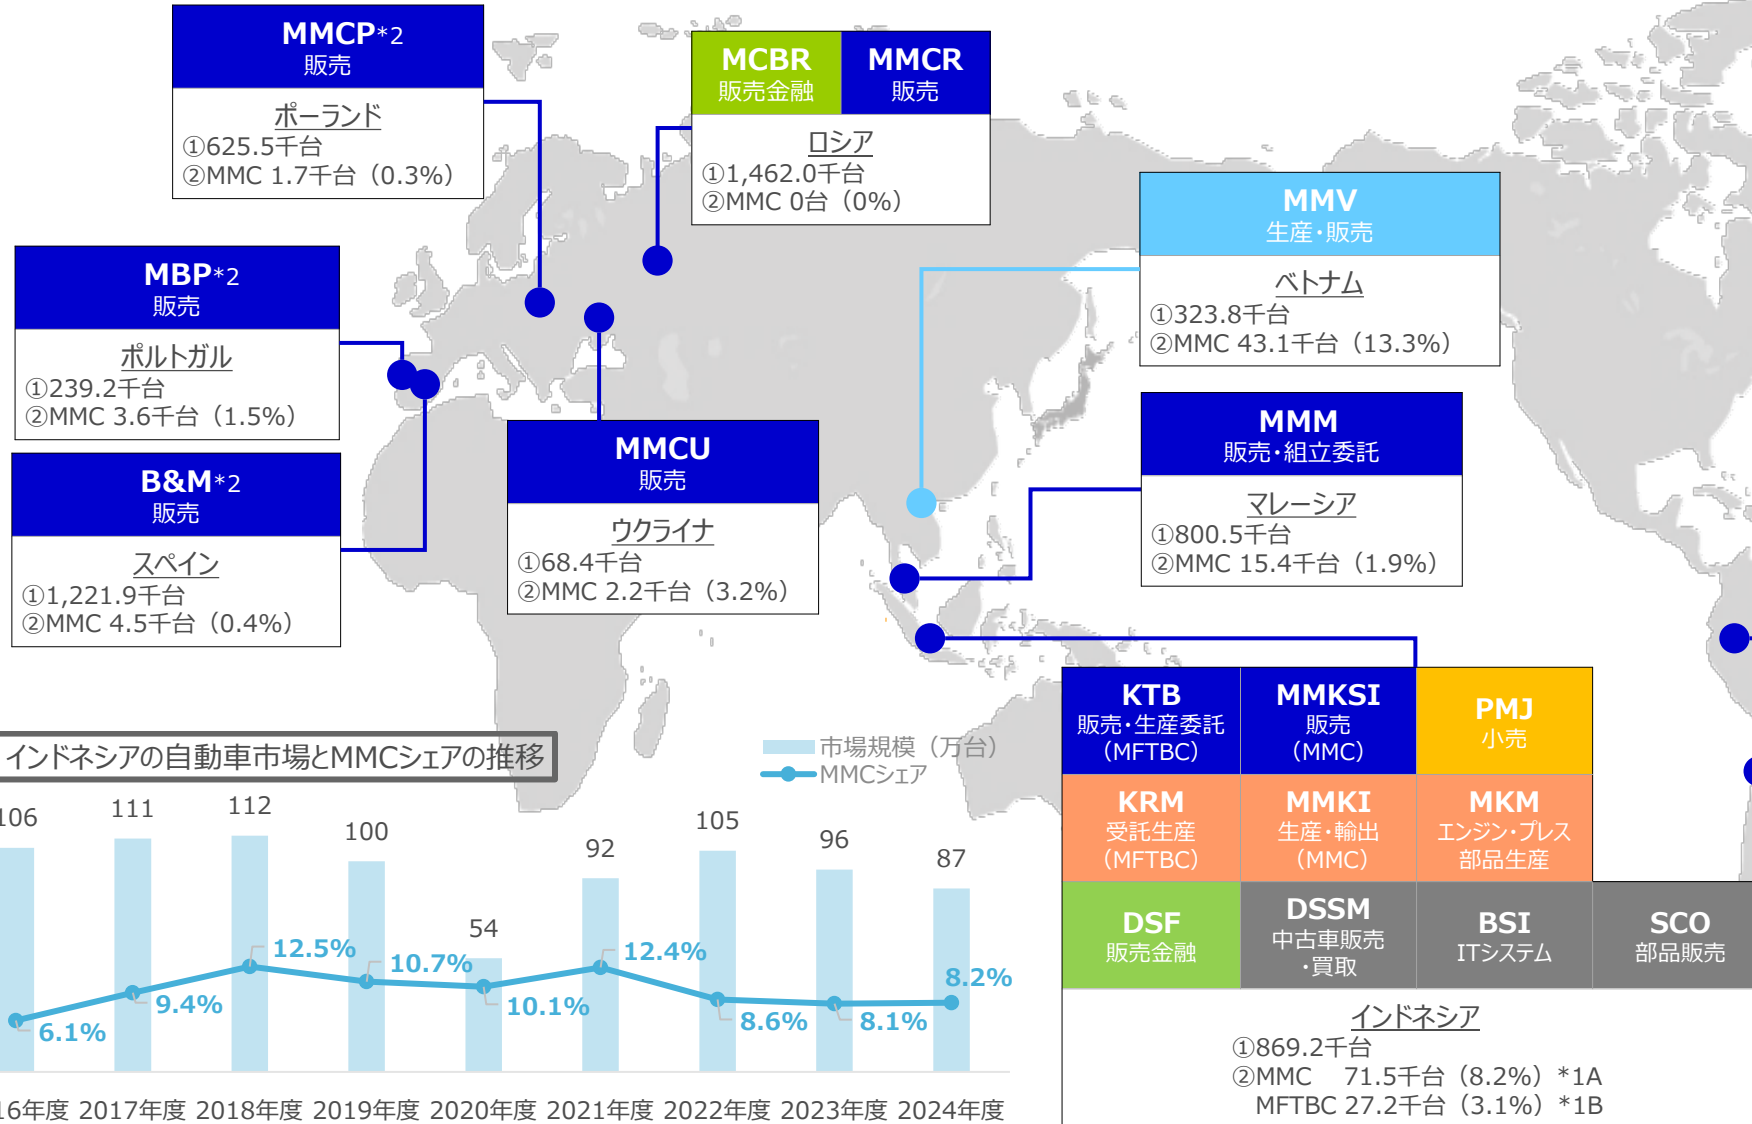 MMCP*2
販売
ポーランド
①625.5千台
②MMC 1.7千台（0.3%）
MCBR
販売金融
MMCR
販売
ロシア
①1,462.0千台
②MMC 0台（0%）
MMV
生産・販売
ベトナム
①323.8千台
②MMC 43.1千台（13.3%）
MBP*2
販売
ポルトガル
①239.2千台
②MMC 3.6千台（1.5%）
B&M*2
販売
スペイン
①1,221.9千台
②MMC 4.5千台（0.4%）
MMCU
販売
ウクライナ
①68.4千台
②MMC 2.2千台（3.2%）
MMM
販売・組立委託
マレーシア
①800.5千台
②MMC 15.4千台（1.9%）
KTB
販売・生産委託
（MFTBC）
MMKSI
販売
（MMC）
PMJ
小売
KRM
受託生産
（MFTBC）
MMKI
生産・輸出
（MMC）
MKM
エンジン・プレス
部品生産
DSF
販売金融
DSSM
中古車販売
・買取
BSI
ITシステム
SCO
部品販売
インドネシア
①869.2千台
②MMC 71.5千台（8.2%）*1A
MFTBC 27.2千台（3.1%）*1B
インドネシアの自動車市場とMMCシェアの推移
市場規模（万台）
MMCシェア
106 111 112 100 54 92 105 96 87
6.1% 9.4% 12.5% 10.7% 10.1% 12.4% 8.6% 8.1% 8.2%
16年度 2017年度 2018年度 2019年度 2020年度 2021年度 2022年度 2023年度 2024年度